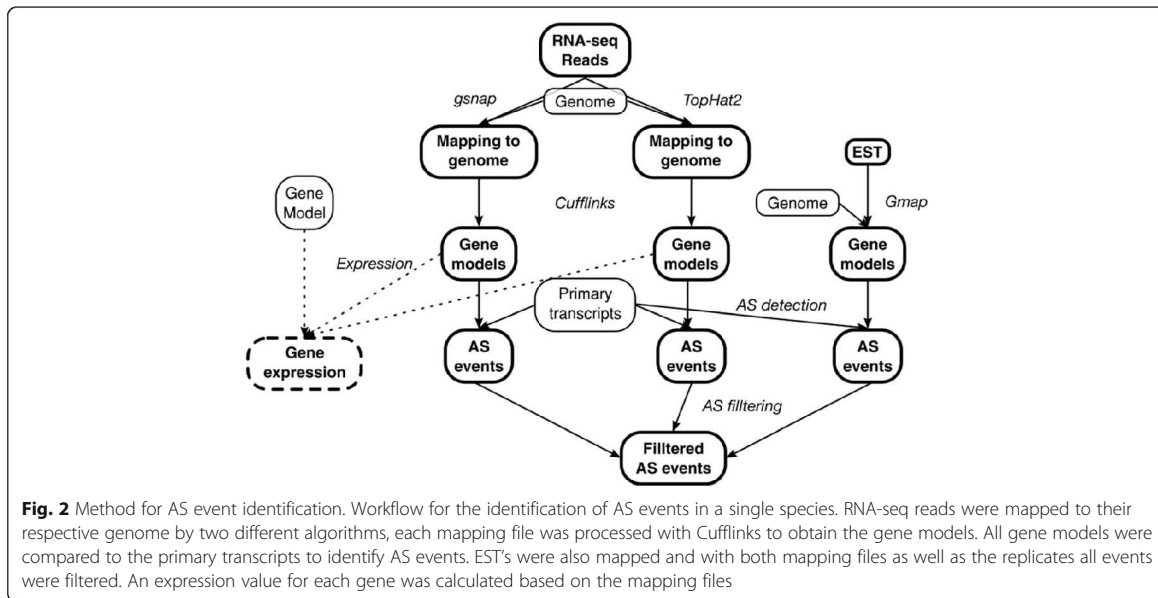 RNA-seq
Reads
gsnap
Genome
TopHat2
Mapping to
genome
Mapping to
genome
EST
Gene
Model
Cufflinks
Genome
Gmap
Expression
Gene
models
Gene
models
Gene
models
Primary
transcripts
AS detection
Gene
expression
AS
events
AS
events
AS
events
AS filltering
Filltered
AS events
Fig. 2 Method for AS event identification. Workflow for the identification of AS events in a single species. RNA-seq reads were mapped to their
respective genome by two different algorithms, each mapping file was processed with Cufflinks to obtain the gene models. All gene models were
compared to the primary transcripts to identify AS events. EST's were also mapped and with both mapping files as well as the replicates all events
were filtered. An expression value for each gene was calculated based on the mapping files